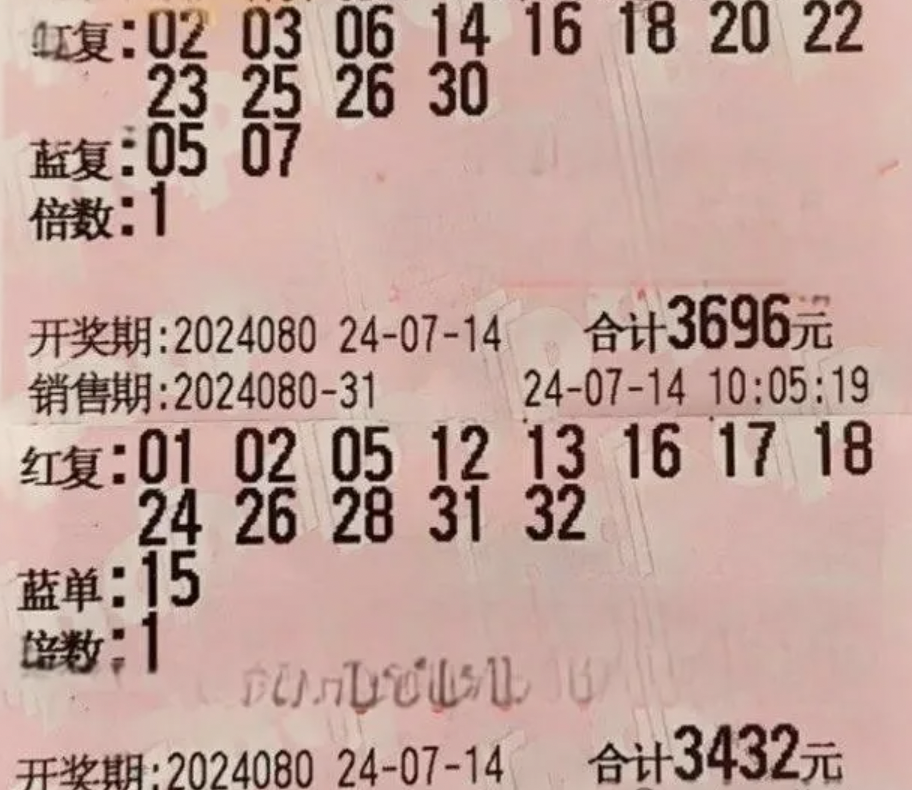 红复:02 03 06 14 16 18 20 22
23 25 26 30
蓝复:05 07
倍数:1
开奖期:2024080 24-07-14 合计3696元
销售期:2024080-31 24-07-14 10:05:19
红复:01 02 05 12 13 16 17 18
24 26 28 31 32
蓝单:15
倍数:1
开奖期:2024080 24-07-14 合计3432元